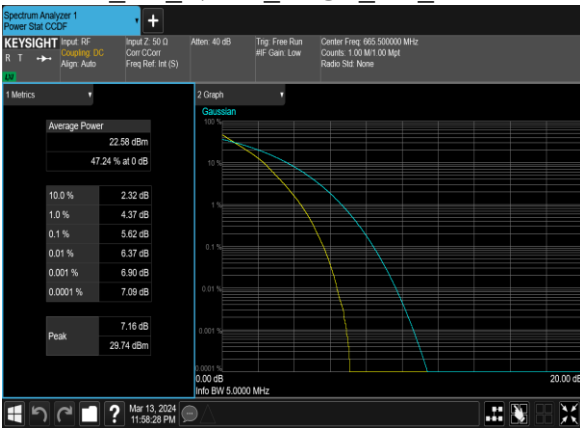 Spectrum Analyzer 1
Power Stat CCDF
+
KEYSIGHT
R T
LV
Input: RF
Coupling: DC
Align: Auto
Input Z: 50 Ω
Corr CCorr
Freq Ref: Int (S)
Atten: 40 dB
Trig: Free Run
#IF Gain: Low
Center Freq: 665.500000 MHz
Counts: 1.00 M/1.00 Mpt
Radio Std: None
1 Metrics
Average Power
22.58 dBm
47.24 % at 0 dB
10.0 % 2.32 dB
1.0 % 4.37 dB
0.1 % 5.62 dB
0.01 % 6.37 dB
0.001 % 6.90 dB
0.0001 % 7.09 dB
Peak
7.16 dB
29.74 dBm
2 Graph
Gaussian
100 %
10 %
1 %
0.1 %
0.01 %
0.001 %
0.0001 %
0.00 dB
20.00 dB
Info BW 5.0000 MHz
?
Mar 13, 2024
11:58:28 PM